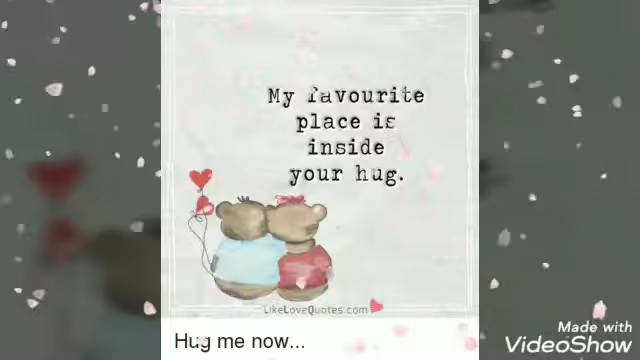 My favourite
place is
inside
your hug.
LikeLoveQuotes.com
Hug me now...
Made with
VideoShow